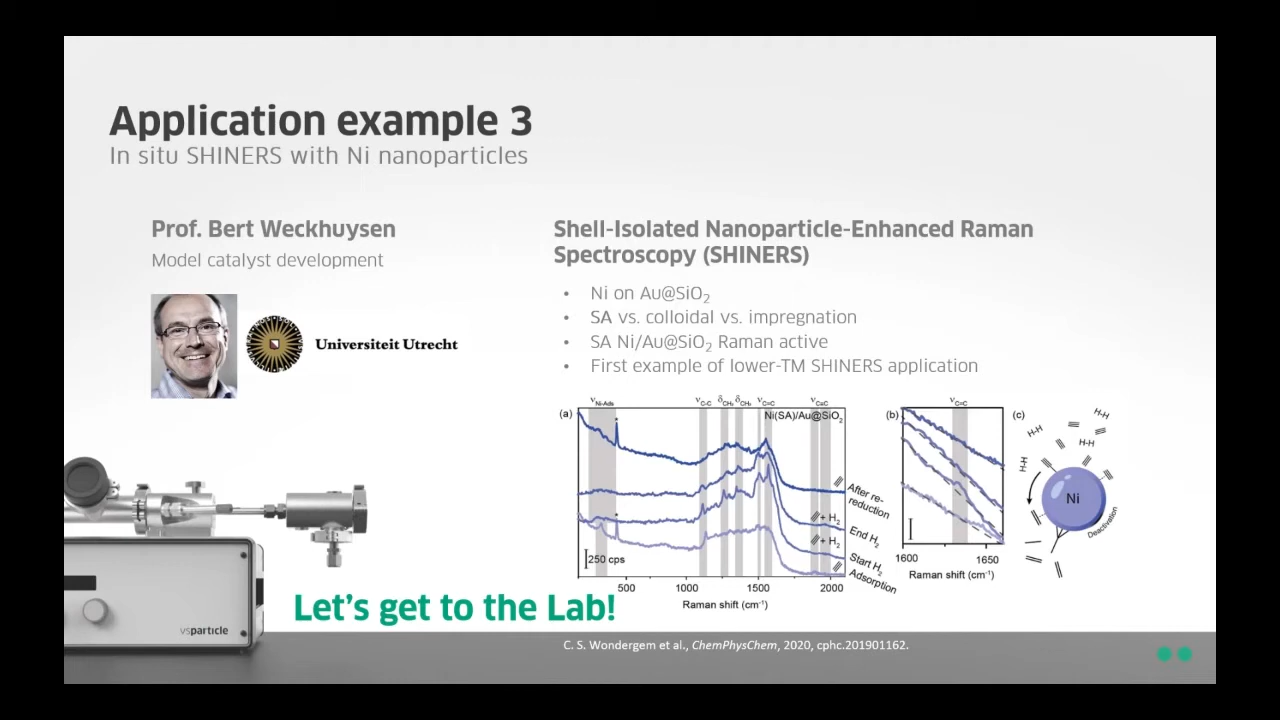 Application example 3
In situ SHINERS with Ni nanoparticles
Prof. Bert Weckhuysen
Model catalyst development
Universiteit Utrecht
Shell-Isolated Nanoparticle-Enhanced Raman
Spectroscopy (SHINERS)
• Ni on Au@SiO₂
• SA vs. colloidal vs. impregnation
• SA Ni/Au@SiO₂ Raman active
• First example of lower-TM SHINERS application
(a)
ν Ni-Ads ν C-C δ CH₂ δ CH₃ ν C=C ν C≡C
Ni(SA)/Au@SiO₂
After re-
reduction
+ H₂
End H₂
+ H₂
Start H₂
Adsorption
250 cps
500 1000 1500 2000
Raman shift (cm⁻¹)
(b)
ν C=C
1600 1650
Raman shift (cm⁻¹)
(c)
H-H
H-H
H-H
H-H
Ni
Deactivation
vsparticle
Let's get to the Lab!
C. S. Wondergem et al., ChemPhysChem, 2020, cphc.201901162.